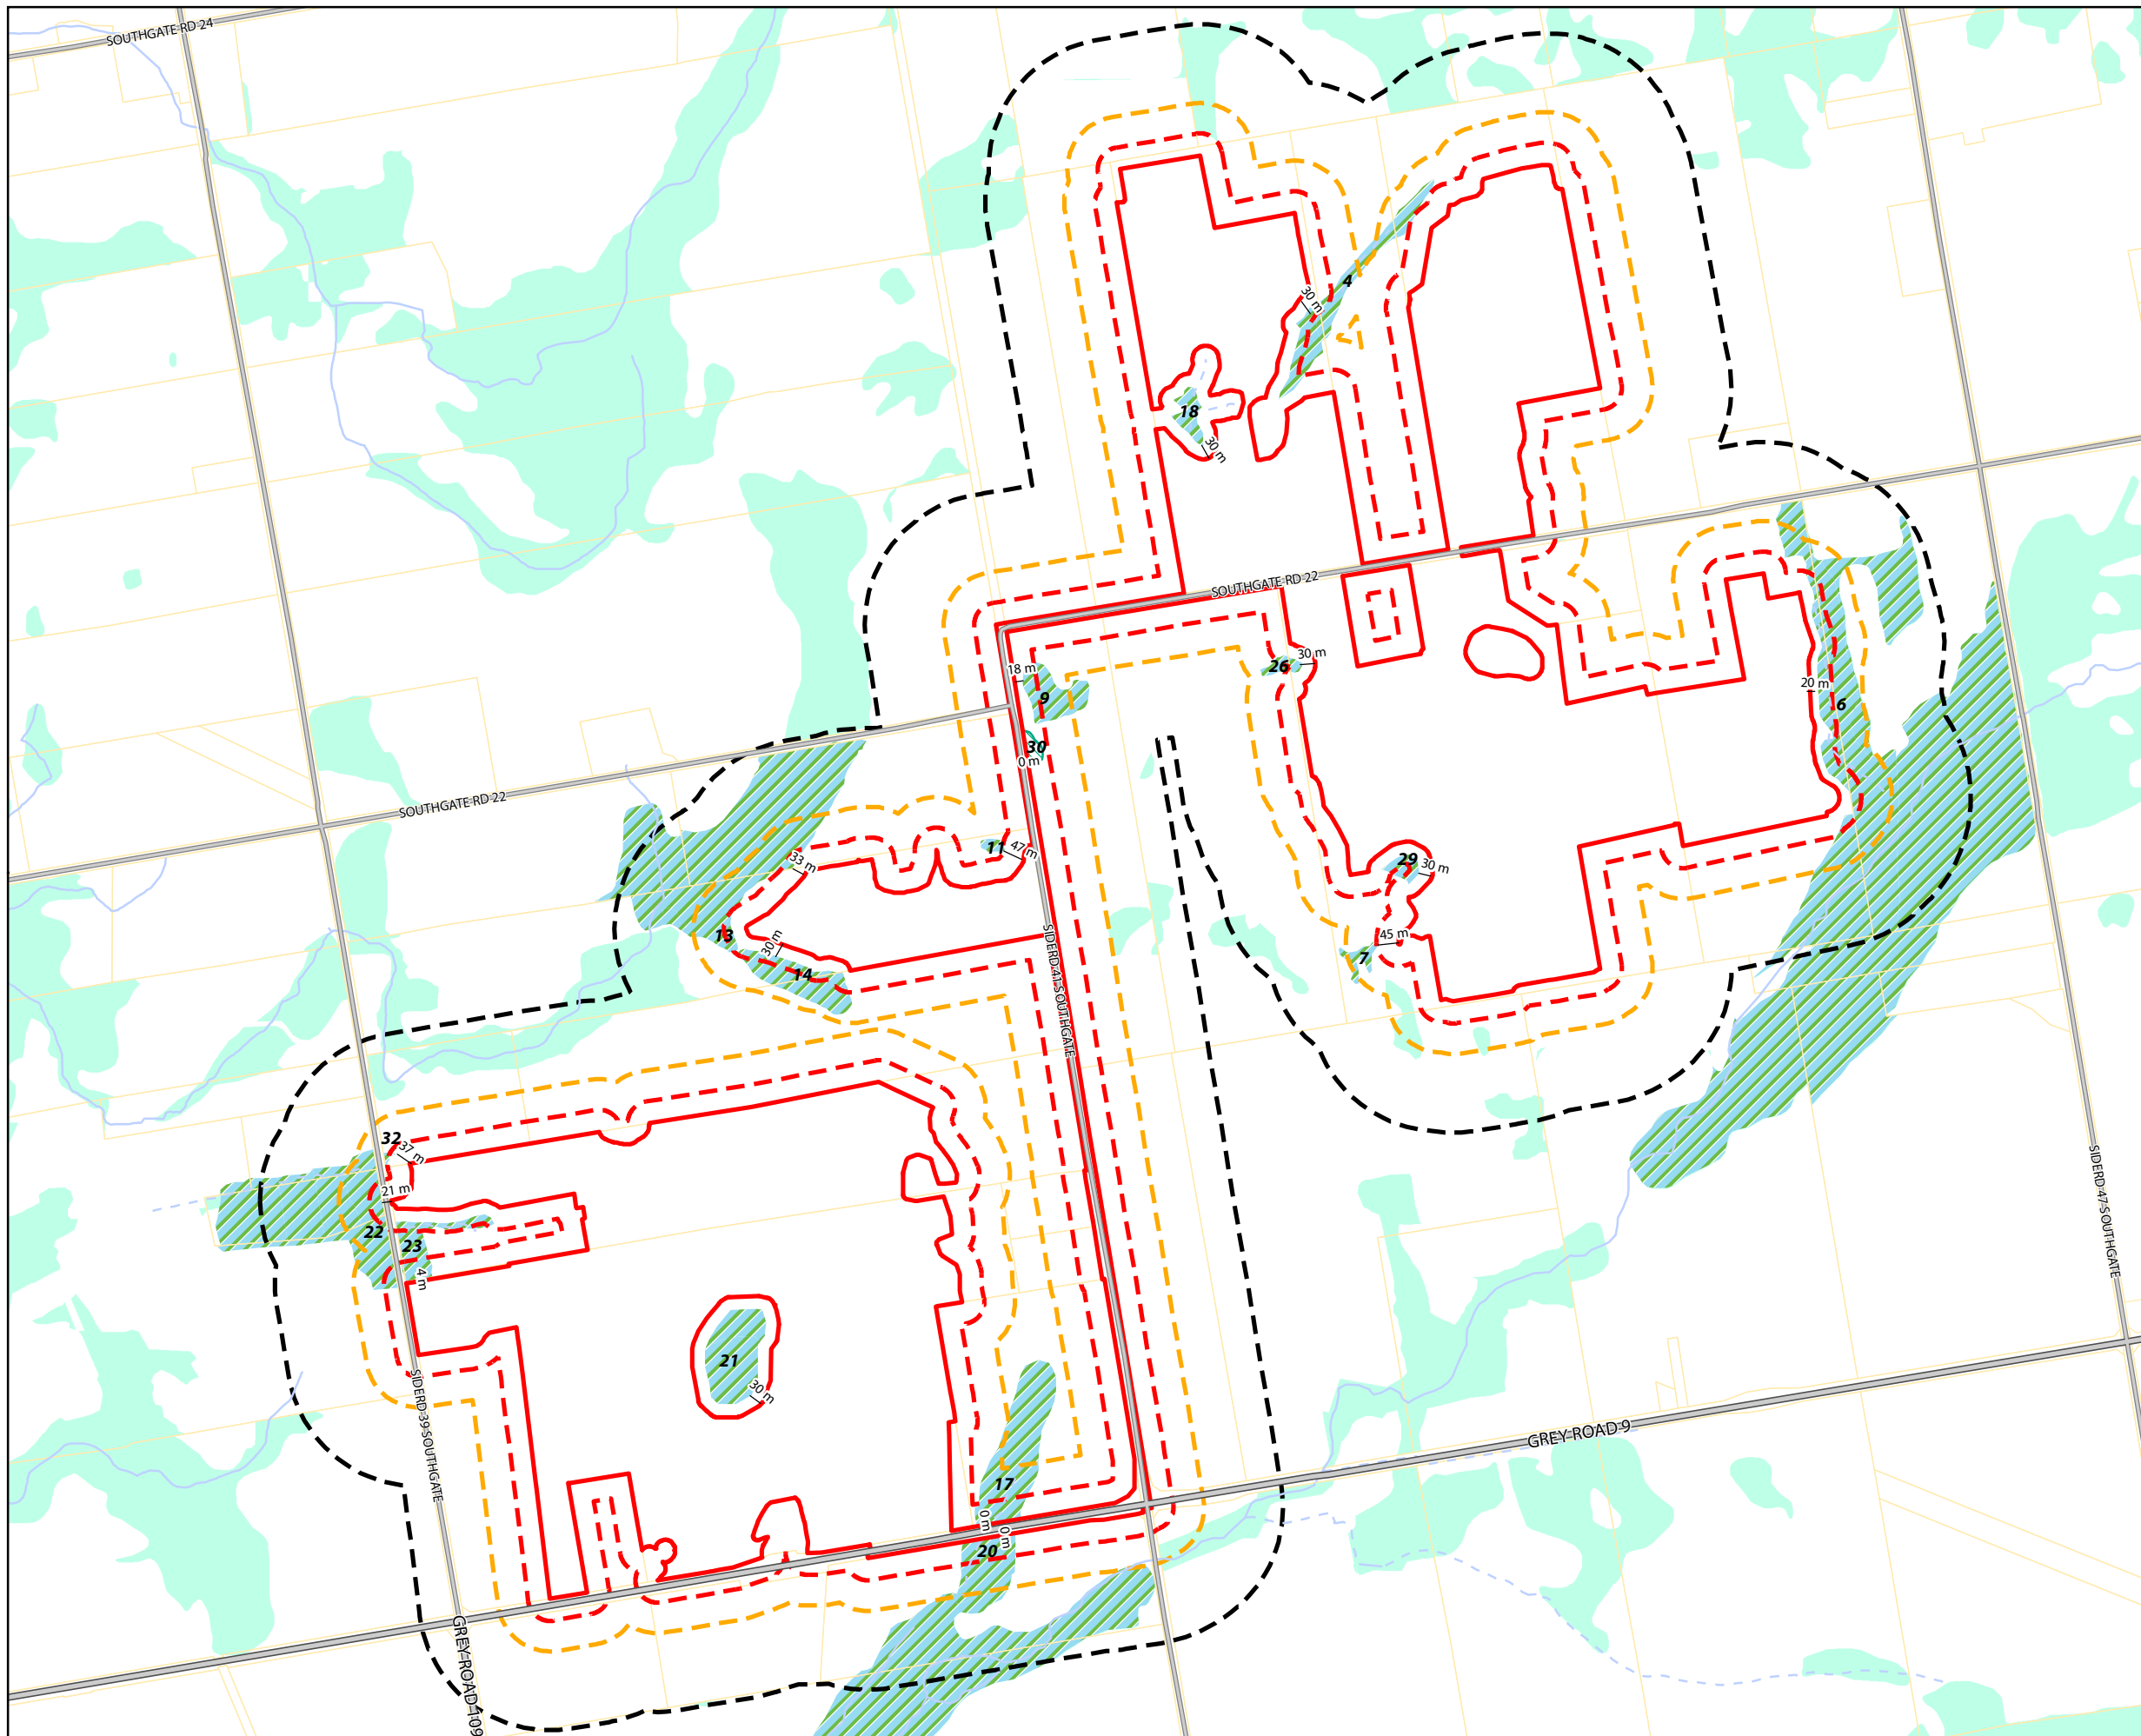 SOUTHGATE RD 24
4
30 m
18
30 m
SOUTHGATE RD 22
26
30 m
18 m
9
20 m
6
30
0 m
SOUTHGATE RD 22
11
47 m
33 m
29
30 m
13
30 m
14
45 m
7
SIDERD 41 SOUTHGATE
32
37 m
21 m
22
23
4 m
SIDERD 47 SOUTHGATE
21
30 m
SIDERD 39 SOUTHGATE
GREY ROAD 9
17
0 m
0 m
20
GREY ROAD 109